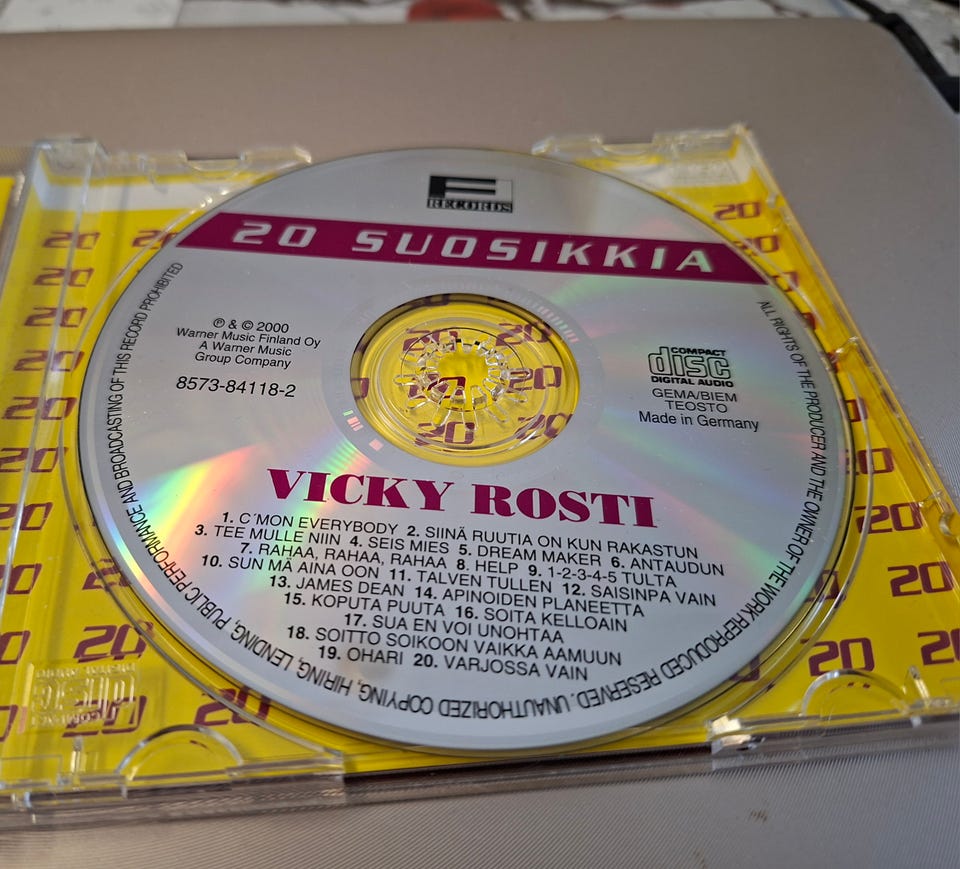 F
RECORDS
20 SUOSIKKIA
℗ & © 2000
Warner Music Finland Oy
A Warner Music
Group Company
8573-84118-2
COMPACT
disc
DIGITAL AUDIO
GEMA/BIEM
TEOSTO
Made in Germany
VICKY ROSTI
1. C´MON EVERYBODY 2. SIINÄ RUUTIA ON KUN RAKASTUN
3. TEE MULLE NIIN 4. SEIS MIES 5. DREAM MAKER 6. ANTAUDUN
7. RAHAA, RAHAA, RAHAA 8. HELP 9. 1-2-3-4-5 TULTA
10. SUN MÄ AINA OON 11. TALVEN TULLEN 12. SAISINPA VAIN
13. JAMES DEAN 14. APINOIDEN PLANEETTA
15. KOPUTA PUUTA 16. SOITA KELLOAIN
17. SUA EN VOI UNOHTAA
18. SOITTO SOIKOON VAIKKA AAMUUN
19. OHARI 20. VARJOSSA VAIN
ALL RIGHTS OF THE PRODUCER AND THE OWNER OF THE WORK REPRODUCED RESERVED. UNAUTHORIZED COPYING, HIRING, LENDING, PUBLIC PERFORMANCE AND BROADCASTING OF THIS RECORD PROHIBITED